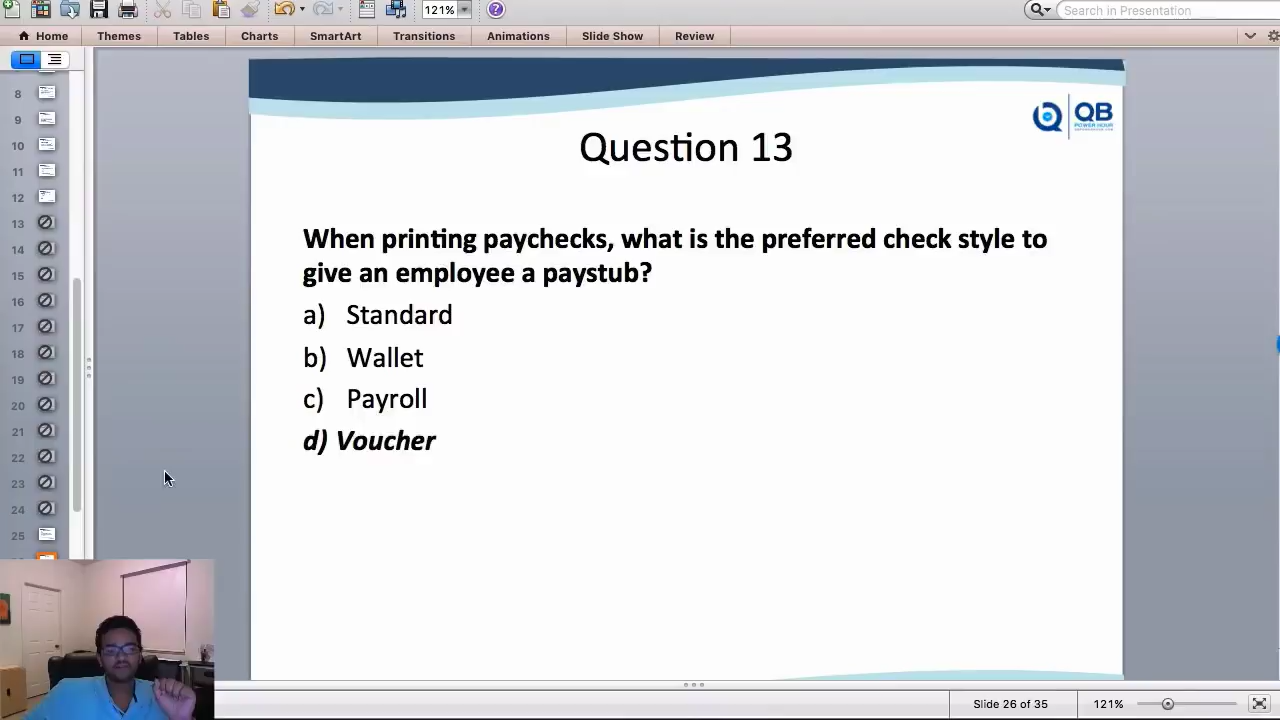 121%
Search in Presentation
Home Themes Tables Charts SmartArt Transitions Animations Slide Show Review
8
9
10
11
12
13
14
15
16
17
18
19
20
21
22
23
24
25
QB
POWER HOUR
Question 13
When printing paychecks, what is the preferred check style to
give an employee a paystub?
a) Standard
b) Wallet
c) Payroll
d) Voucher
Slide 26 of 35
121%